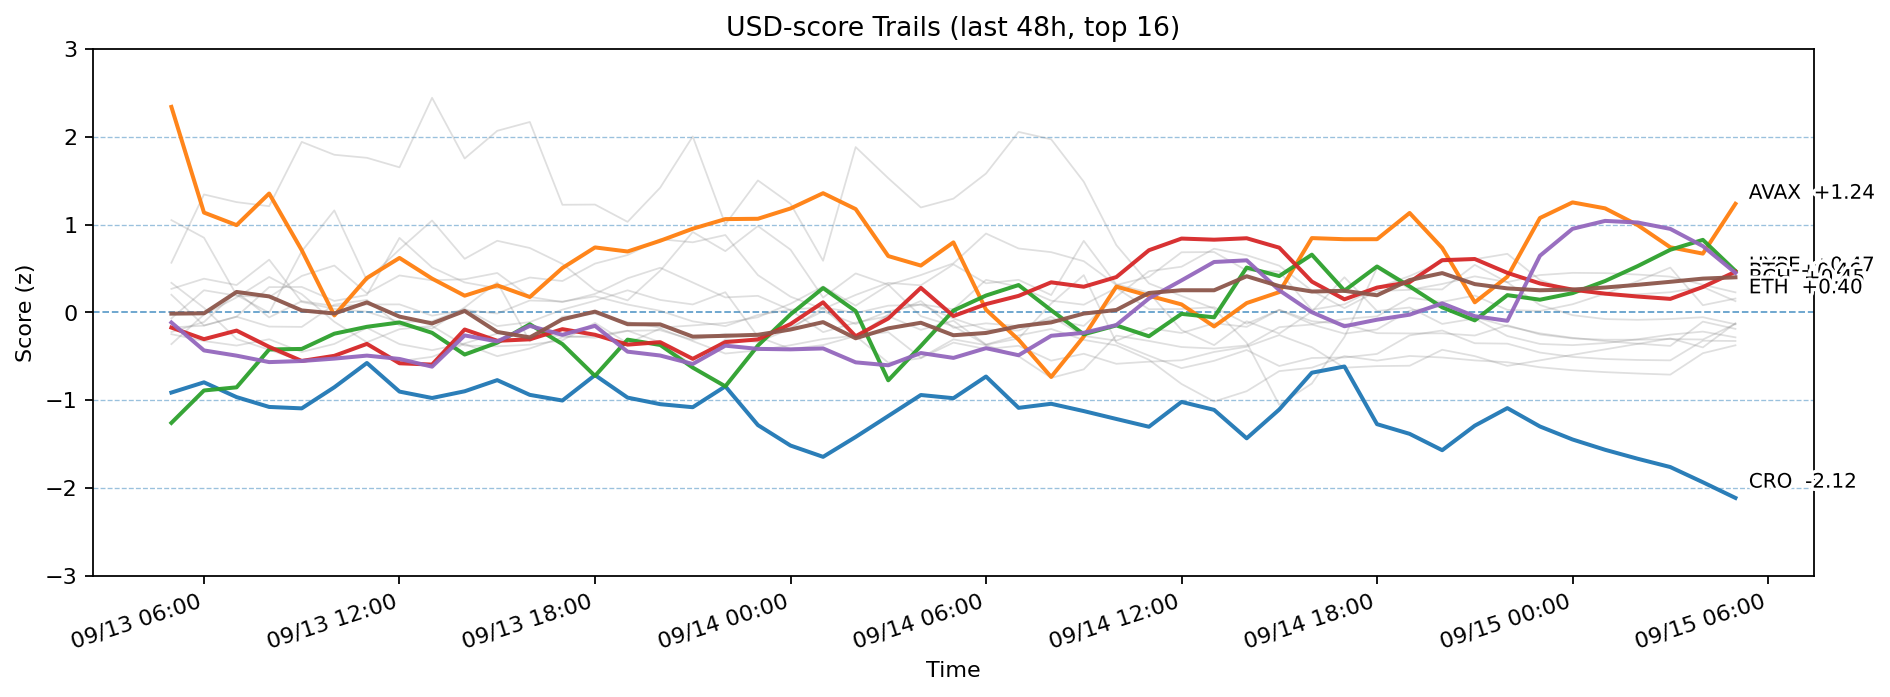 USD-score Trails (last 48h, top 16)
Score (z)
3
2
1
0
−1
−2
−3
AVAX +1.24
ETH +0.40
CRO -2.12
09/13 06:00
09/13 12:00
09/13 18:00
09/14 00:00
09/14 06:00
09/14 12:00
09/14 18:00
09/15 00:00
09/15 06:00
Time